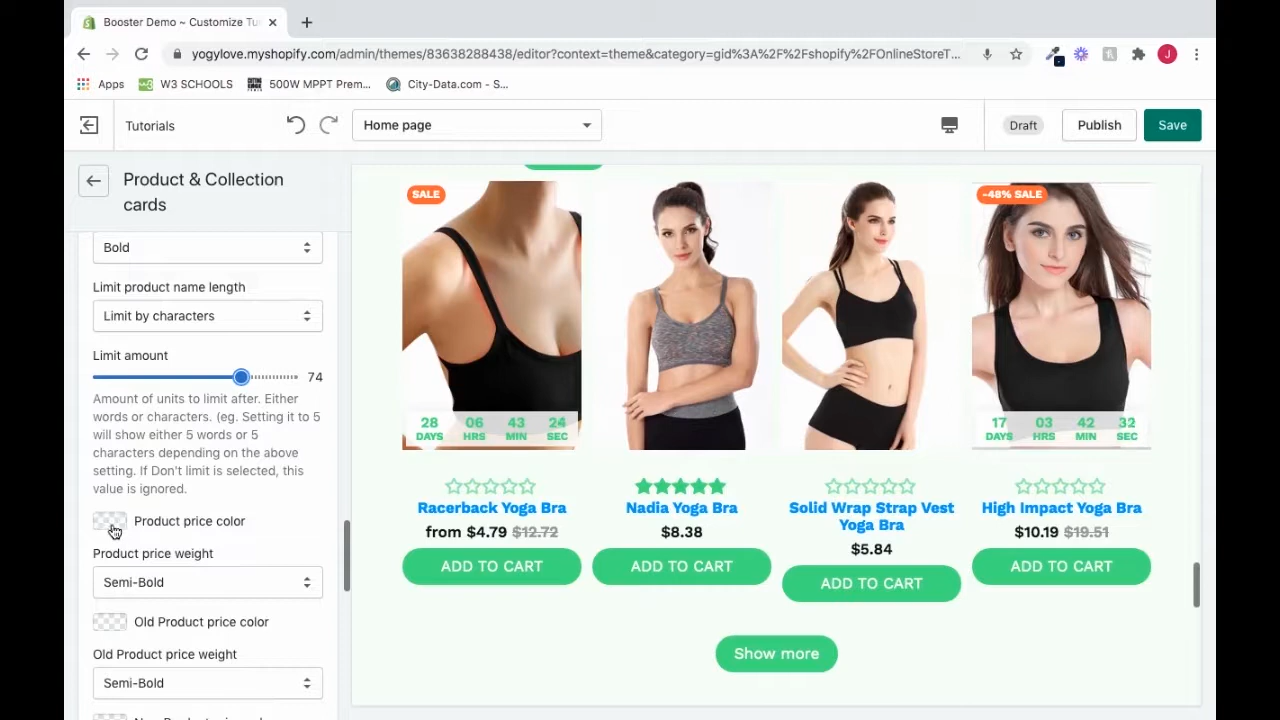 Booster Demo ~ Customize Tu
yogylove.myshopify.com/admin/themes/83638288438/editor?context=theme&category=gid%3A%2F%2Fshopify%2FOnlineStoreT...
J
Apps
W3 SCHOOLS
500W MPPT Prem...
City-Data.com - S...
Tutorials
Home page
Draft
Publish
Save
Product & Collection
cards
Bold
Limit product name length
Limit by characters
Limit amount
74
Amount of units to limit after. Either
words or characters. (eg. Setting it to 5
will show either 5 words or 5
characters depending on the above
setting. If Don't limit is selected, this
value is ignored.
Product price color
Product price weight
Semi-Bold
Old Product price color
Old Product price weight
Semi-Bold
SALE
-48% SALE
28 06 43 24
DAYS HRS MIN SEC
17 03 42 32
DAYS HRS MIN SEC
Racerback Yoga Bra
from $4.79 $12.72
ADD TO CART
Nadia Yoga Bra
$8.38
ADD TO CART
Solid Wrap Strap Vest
Yoga Bra
$5.84
ADD TO CART
High Impact Yoga Bra
$10.19 $19.51
ADD TO CART
Show more